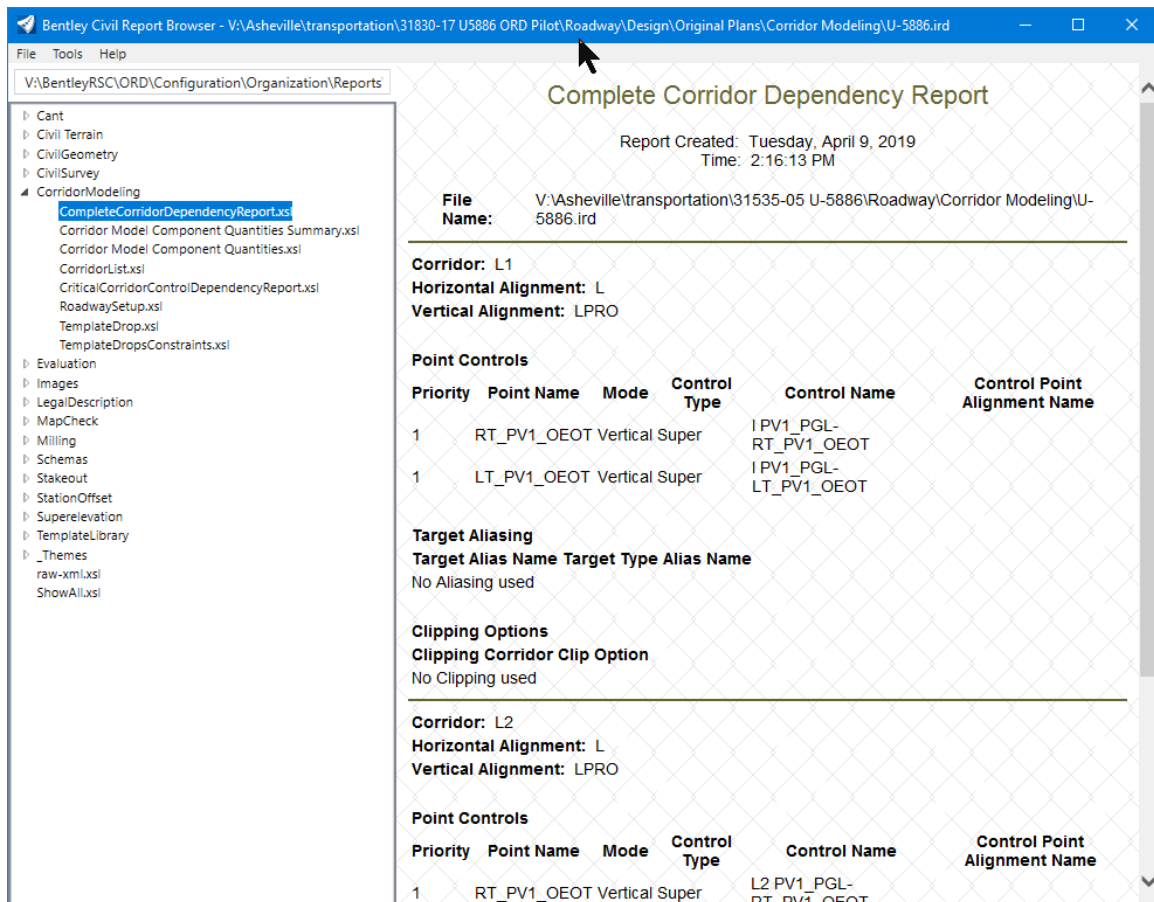 Bentley Civil Report Browser - V:\Asheville\transportation\31830-17 U5886 ORD Pilot\Roadway\Design\Original Plans\Corridor Modeling\U-5886.ird
File Tools Help
V:\BentleyRSC\ORD\Configuration\Organization\Reports
Cant
Civil Terrain
CivilGeometry
CivilSurvey
CorridorModeling
CompleteCorridorDependencyReport.xsl
Corridor Model Component Quantities Summary.xsl
Corridor Model Component Quantities.xsl
CorridorList.xsl
CriticalCorridorControlDependencyReport.xsl
RoadwaySetup.xsl
TemplateDrop.xsl
TemplateDropsConstraints.xsl
Evaluation
Images
LegalDescription
MapCheck
Milling
Schemas
Stakeout
StationOffset
Superelevation
TemplateLibrary
_Themes
raw-xml.xsl
ShowAll.xsl
Complete Corridor Dependency Report
Report Created: Tuesday, April 9, 2019
Time: 2:16:13 PM
File Name: V:\Asheville\transportation\31535-05 U-5886\Roadway\Corridor Modeling\U-
5886.ird
Corridor: L1
Horizontal Alignment: L
Vertical Alignment: LPRO
Point Controls
Priority Point Name Mode Control Type Control Name Control Point Alignment Name
1 RT_PV1_OEOT Vertical Super l PV1_PGL-
RT_PV1_OEOT
1 LT_PV1_OEOT Vertical Super l PV1_PGL-
LT_PV1_OEOT
Target Aliasing
Target Alias Name Target Type Alias Name
No Aliasing used
Clipping Options
Clipping Corridor Clip Option
No Clipping used
Corridor: L2
Horizontal Alignment: L
Vertical Alignment: LPRO
Point Controls
Priority Point Name Mode Control Type Control Name Control Point Alignment Name
1 RT_PV1_OEOT Vertical Super L2 PV1_PGL-
RT_PV1_OEOT